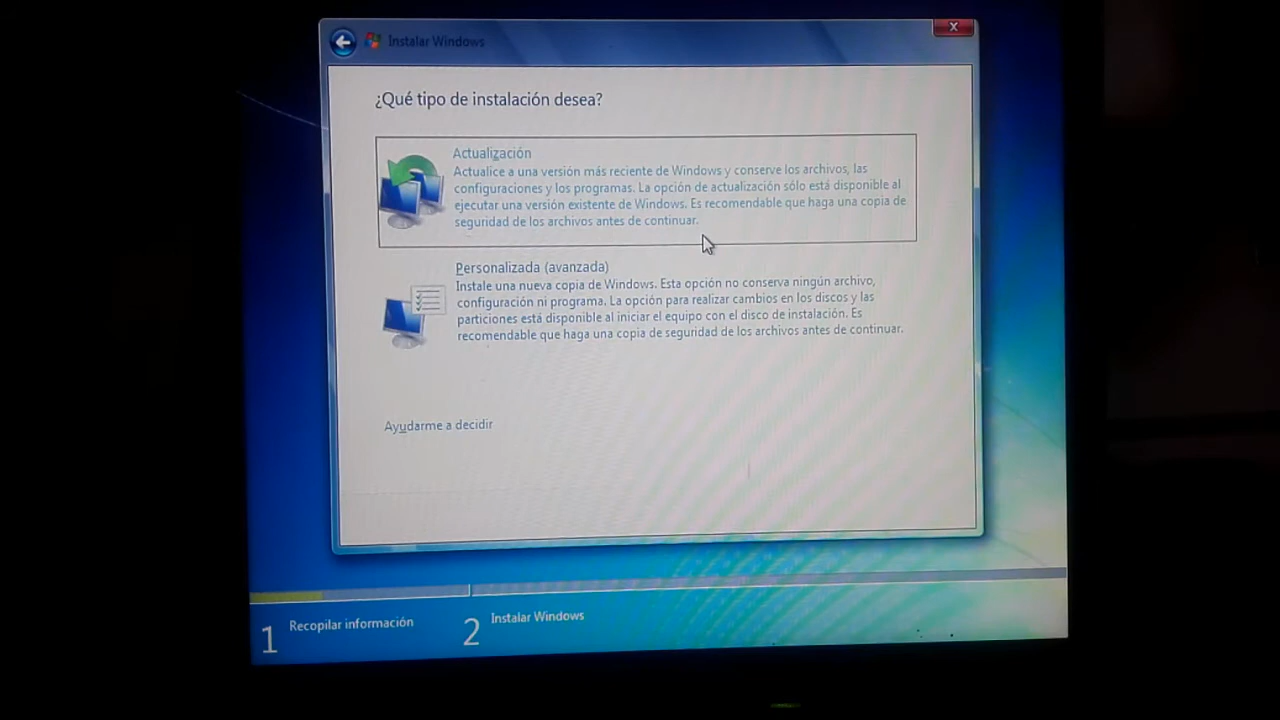 Instalar Windows
X
¿Qué tipo de instalación desea?
Actualización
Actualice a una versión más reciente de Windows y conserve los archivos, las
configuraciones y los programas. La opción de actualización sólo está disponible al
ejecutar una versión existente de Windows. Es recomendable que haga una copia de
seguridad de los archivos antes de continuar.
Personalizada (avanzada)
Instale una nueva copia de Windows. Esta opción no conserva ningún archivo,
configuración ni programa. La opción para realizar cambios en los discos y las
particiones está disponible al iniciar el equipo con el disco de instalación. Es
recomendable que haga una copia de seguridad de los archivos antes de continuar.
Ayudarme a decidir
1 Recopilar información
2 Instalar Windows